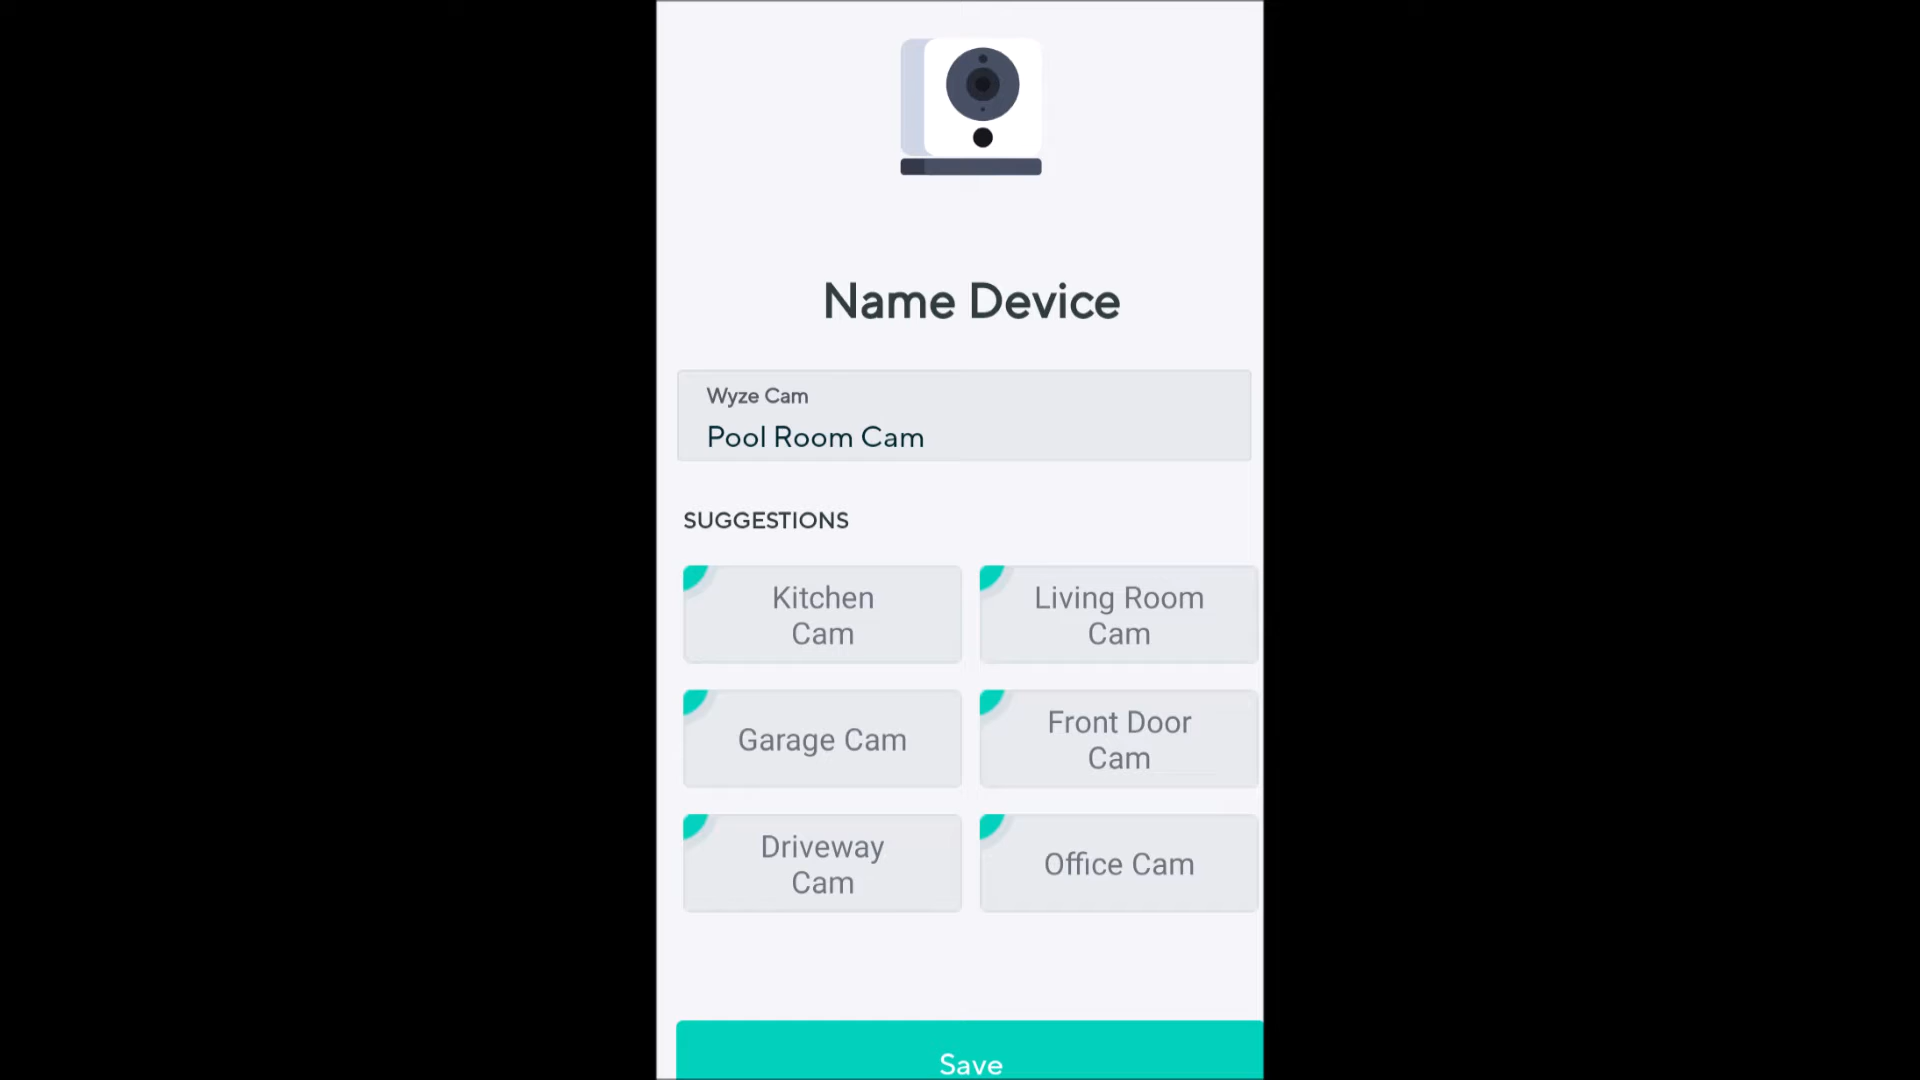 Name Device
Wyze Cam
Pool Room Cam
SUGGESTIONS
Kitchen
Cam
Living Room
Cam
Garage Cam
Front Door
Cam
Driveway
Cam
Office Cam
Save